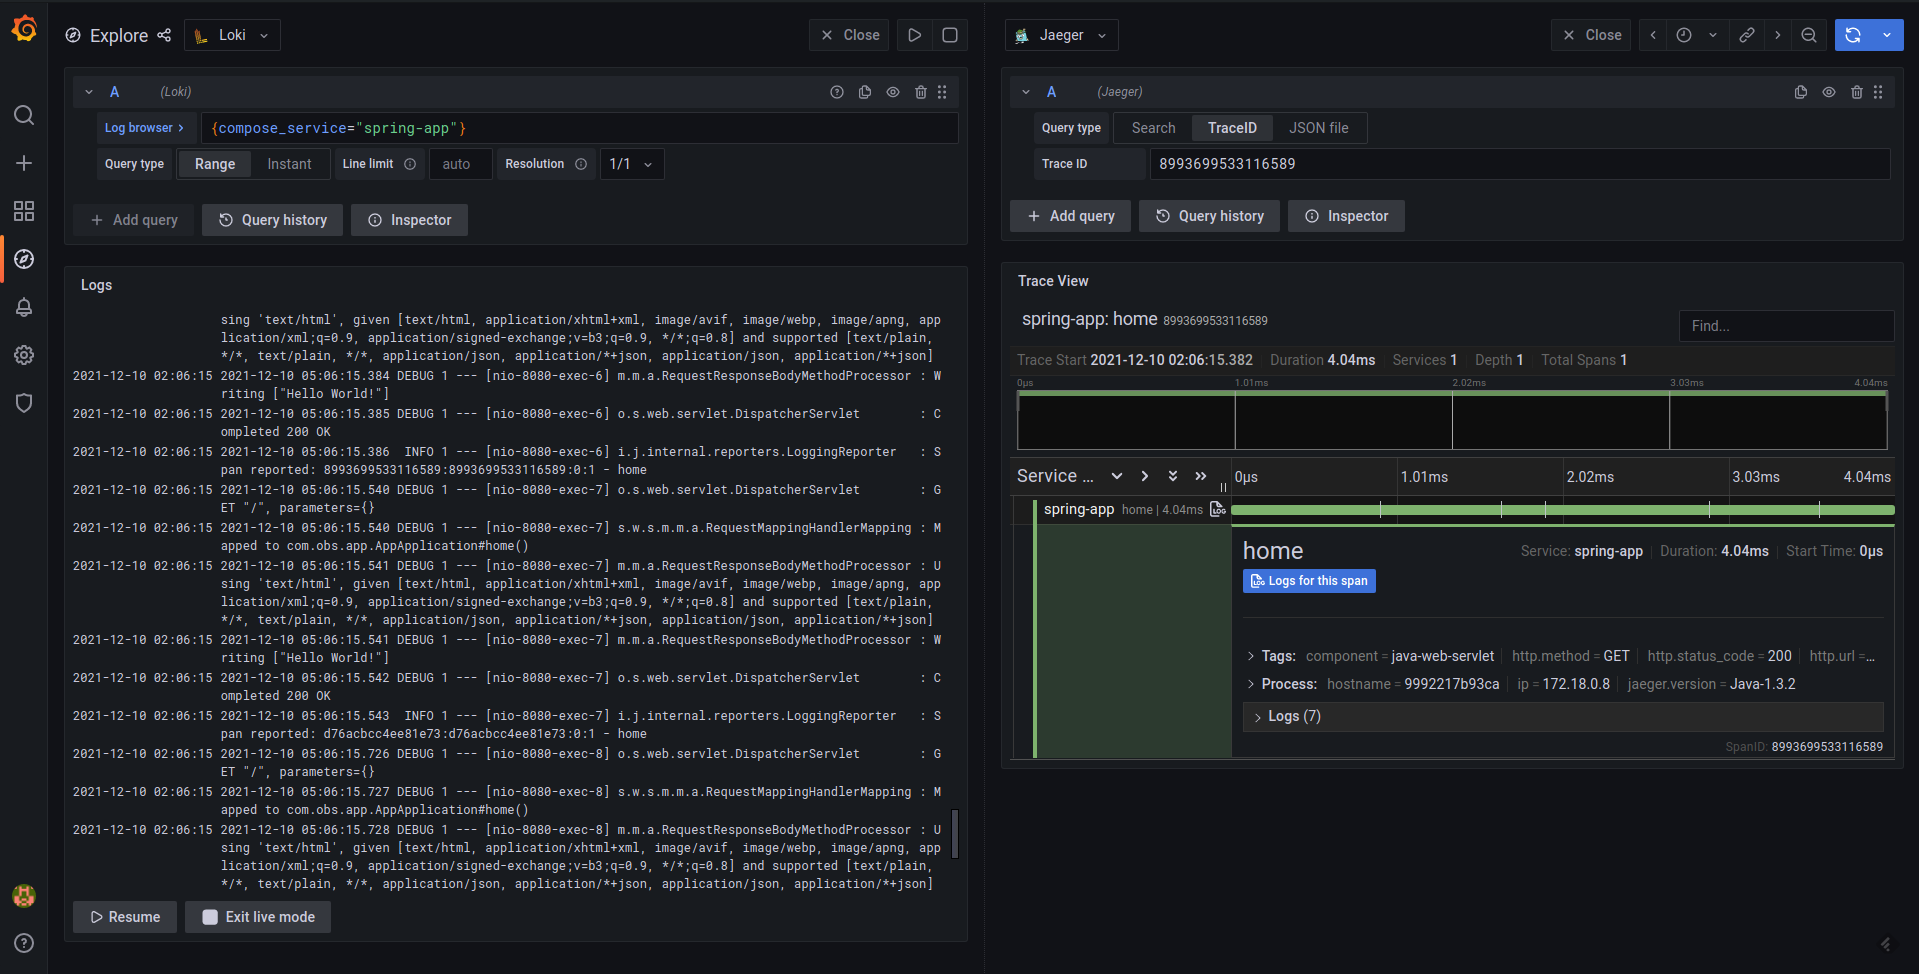 Explore
Loki
Close
A (Loki)
Log browser >
{compose_service="spring-app"}
Query type Range Instant Line limit auto Resolution 1/1
+ Add query Query history Inspector
Logs
sing 'text/html', given [text/html, application/xhtml+xml, image/avif, image/webp, image/apng, app
lication/xml;q=0.9, application/signed-exchange;v=b3;q=0.9, */*;q=0.8] and supported [text/plain,
*/*, text/plain, */*, application/json, application/*+json, application/json, application/*+json]
2021-12-10 02:06:15 2021-12-10 05:06:15.384 DEBUG 1 --- [nio-8080-exec-6] m.m.a.RequestResponseBodyMethodProcessor : W
riting ["Hello World!"]
2021-12-10 02:06:15 2021-12-10 05:06:15.385 DEBUG 1 --- [nio-8080-exec-6] o.s.web.servlet.DispatcherServlet : C
ompleted 200 OK
2021-12-10 02:06:15 2021-12-10 05:06:15.386 INFO 1 --- [nio-8080-exec-6] i.j.internal.reporters.LoggingReporter : S
pan reported: 8993699533116589:8993699533116589:0:1 - home
2021-12-10 02:06:15 2021-12-10 05:06:15.540 DEBUG 1 --- [nio-8080-exec-7] o.s.web.servlet.DispatcherServlet : G
ET "/", parameters={}
2021-12-10 02:06:15 2021-12-10 05:06:15.540 DEBUG 1 --- [nio-8080-exec-7] s.w.s.m.m.a.RequestMappingHandlerMapping : M
apped to com.obs.app.AppApplication#home()
2021-12-10 02:06:15 2021-12-10 05:06:15.541 DEBUG 1 --- [nio-8080-exec-7] m.m.a.RequestResponseBodyMethodProcessor : U
sing 'text/html', given [text/html, application/xhtml+xml, image/avif, image/webp, image/apng, app
lication/xml;q=0.9, application/signed-exchange;v=b3;q=0.9, */*;q=0.8] and supported [text/plain,
*/*, text/plain, */*, application/json, application/*+json, application/json, application/*+json]
2021-12-10 02:06:15 2021-12-10 05:06:15.541 DEBUG 1 --- [nio-8080-exec-7] m.m.a.RequestResponseBodyMethodProcessor : W
riting ["Hello World!"]
2021-12-10 02:06:15 2021-12-10 05:06:15.542 DEBUG 1 --- [nio-8080-exec-7] o.s.web.servlet.DispatcherServlet : C
ompleted 200 OK
2021-12-10 02:06:15 2021-12-10 05:06:15.543 INFO 1 --- [nio-8080-exec-7] i.j.internal.reporters.LoggingReporter : S
pan reported: d76acbcc4ee81e73:d76acbcc4ee81e73:0:1 - home
2021-12-10 02:06:15 2021-12-10 05:06:15.726 DEBUG 1 --- [nio-8080-exec-8] o.s.web.servlet.DispatcherServlet : G
ET "/", parameters={}
2021-12-10 02:06:15 2021-12-10 05:06:15.727 DEBUG 1 --- [nio-8080-exec-8] s.w.s.m.m.a.RequestMappingHandlerMapping : M
apped to com.obs.app.AppApplication#home()
2021-12-10 02:06:15 2021-12-10 05:06:15.728 DEBUG 1 --- [nio-8080-exec-8] m.m.a.RequestResponseBodyMethodProcessor : U
sing 'text/html', given [text/html, application/xhtml+xml, image/avif, image/webp, image/apng, app
lication/xml;q=0.9, application/signed-exchange;v=b3;q=0.9, */*;q=0.8] and supported [text/plain,
*/*, text/plain, */*, application/json, application/*+json, application/json, application/*+json]
Resume Exit live mode
Jaeger
Close
A (Jaeger)
Query type Search TraceID JSON file
Trace ID 8993699533116589
+ Add query Query history Inspector
Trace View
spring-app: home 8993699533116589
Find...
Trace Start 2021-12-10 02:06:15.382 Duration 4.04ms Services 1 Depth 1 Total Spans 1
0μs 1.01ms 2.02ms 3.03ms 4.04ms
Service ... 0μs 1.01ms 2.02ms 3.03ms 4.04ms
spring-app home | 4.04ms
home Service: spring-app Duration: 4.04ms Start Time: 0μs
Logs for this span
Tags: component = java-web-servlet http.method = GET http.status_code = 200 http.url =...
Process: hostname = 9992217b93ca ip = 172.18.0.8 jaeger.version = Java-1.3.2
Logs (7)
SpanID: 8993699533116589